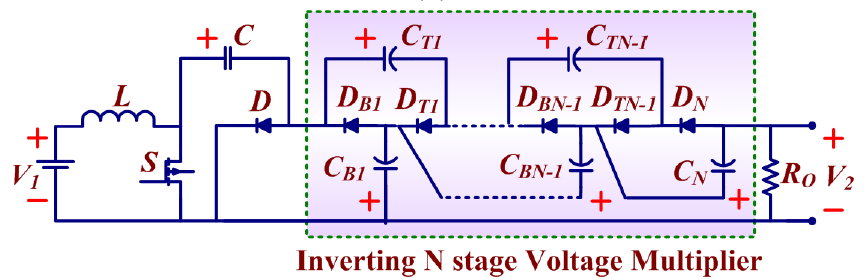 + C + C_{T1} + C_{TN-1}
L D D_{B1} D_{T1} D_{BN-1} D_{TN-1} D_N
+ V_1 − S C_{B1} + C_{BN-1} + C_N + R_O + V_2 −
Inverting N stage Voltage Multiplier